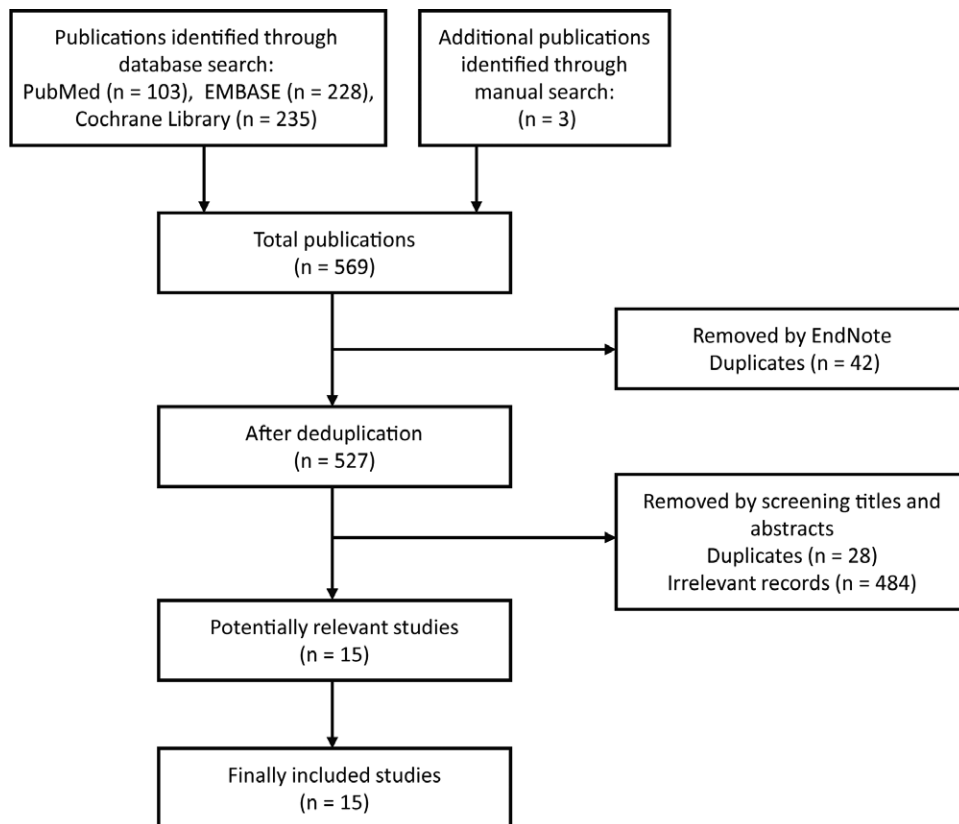 Publications identified through
database search:
PubMed (n = 103), EMBASE (n = 228),
Cochrane Library (n = 235)
Additional publications
identified through
manual search:
(n = 3)
Total publications
(n = 569)
Removed by EndNote
Duplicates (n = 42)
After deduplication
(n = 527)
Removed by screening titles and
abstracts
Duplicates (n = 28)
Irrelevant records (n = 484)
Potentially relevant studies
(n = 15)
Finally included studies
(n = 15)